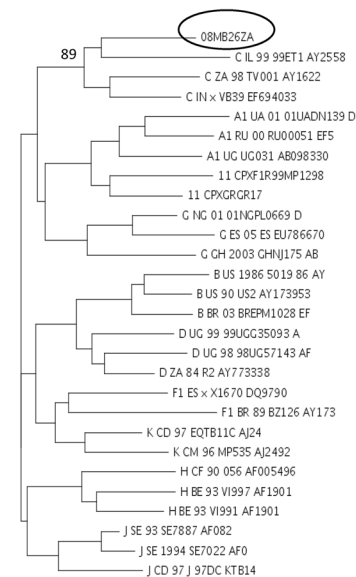 08MB26ZA
89
C IL 99 99ET1 AY2558
C ZA 98 TV001 AY1622
C IN x VB39 EF694033
A1 UA 01 01UADN139 D
A1 RU 00 RU00051 EF5
A1 UG UG031 AB098330
11 CPXF1R99MP1298
11 CPXGRGR17
G NG 01 01NGPL0669 D
G ES 05 ES EU786670
G GH 2003 GHNJ175 AB
B US 1986 5019 86 AY
B US 90 US2 AY173953
B BR 03 BREPM1028 EF
D UG 99 99UGG35093 A
D UG 98 98UG57143 AF
D ZA 84 R2 AY773338
F1 ES x X1670 DQ9790
F1 BR 89 BZ126 AY173
K CD 97 EQTB11C AJ24
K CM 96 MP535 AJ2492
H CF 90 056 AF005496
H BE 93 VI997 AF1901
H BE 93 VI991 AF1901
J SE 93 SE7887 AF082
J SE 1994 SE7022 AF0
J CD 97 J 97DC KTB14